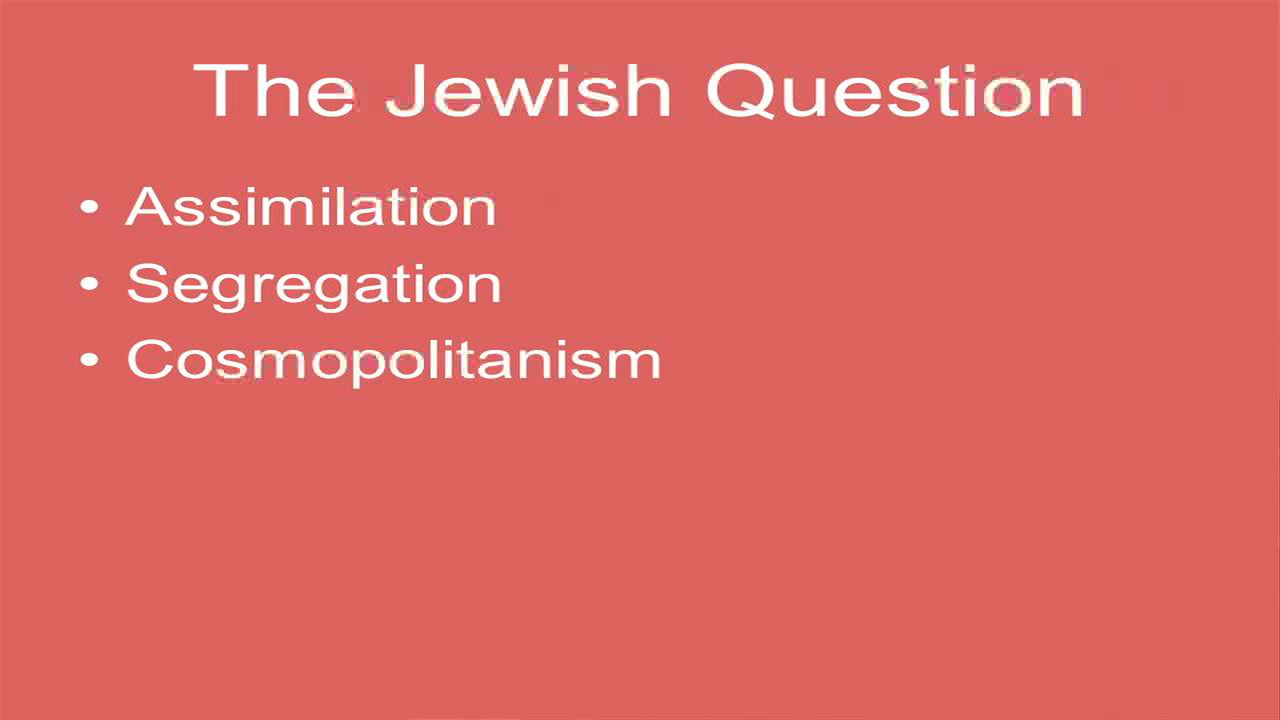 The Jewish Question
• Assimilation
• Segregation
• Cosmopolitanism